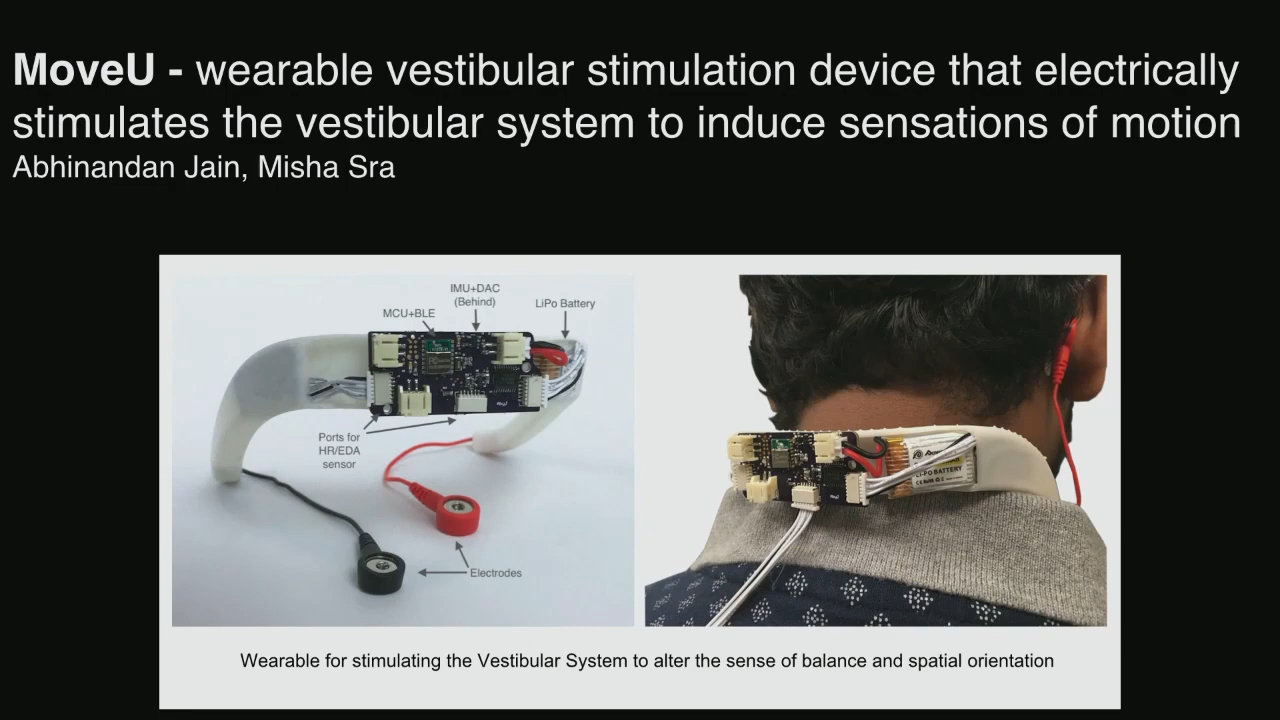 MoveU - wearable vestibular stimulation device that electrically
stimulates the vestibular system to induce sensations of motion
Abhinandan Jain, Misha Sra
IMU+DAC
(Behind)
MCU+BLE
LiPo Battery
Ports for
HR/EDA
sensor
Electrodes
LI-PO BATTERY
Wearable for stimulating the Vestibular System to alter the sense of balance and spatial orientation